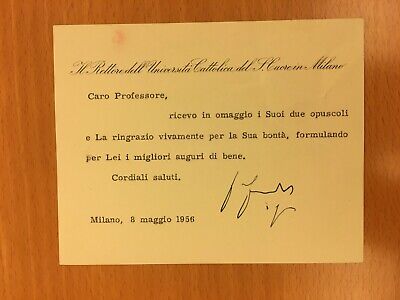 Il Rettore dell'Università Cattolica del S. Cuore in Milano
Caro Professore,
ricevo in omaggio i Suoi due opuscoli
e La ringrazio vivamente per la Sua bontà, formulando
per Lei i migliori auguri di bene.
Cordiali saluti.
Milano, 8 maggio 1956